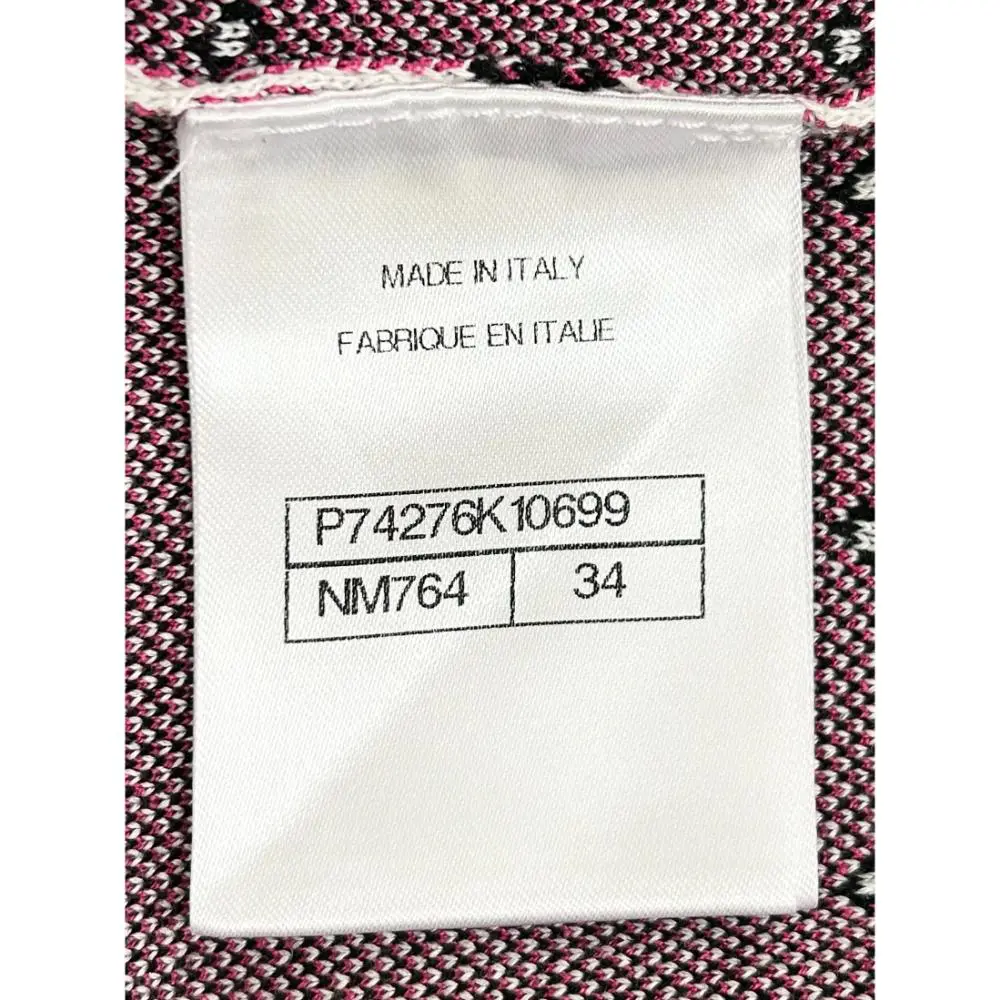 MADE IN ITALY
FABRIQUE EN ITALIE
P74276K10699
NM764 34